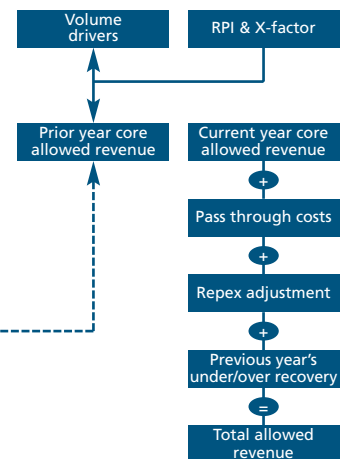 Volume
drivers
RPI & X-factor
Prior year core
allowed revenue
Current year core
allowed revenue
+
Pass through costs
+
Repex adjustment
+
Previous year's
under/over recovery
=
Total allowed
revenue